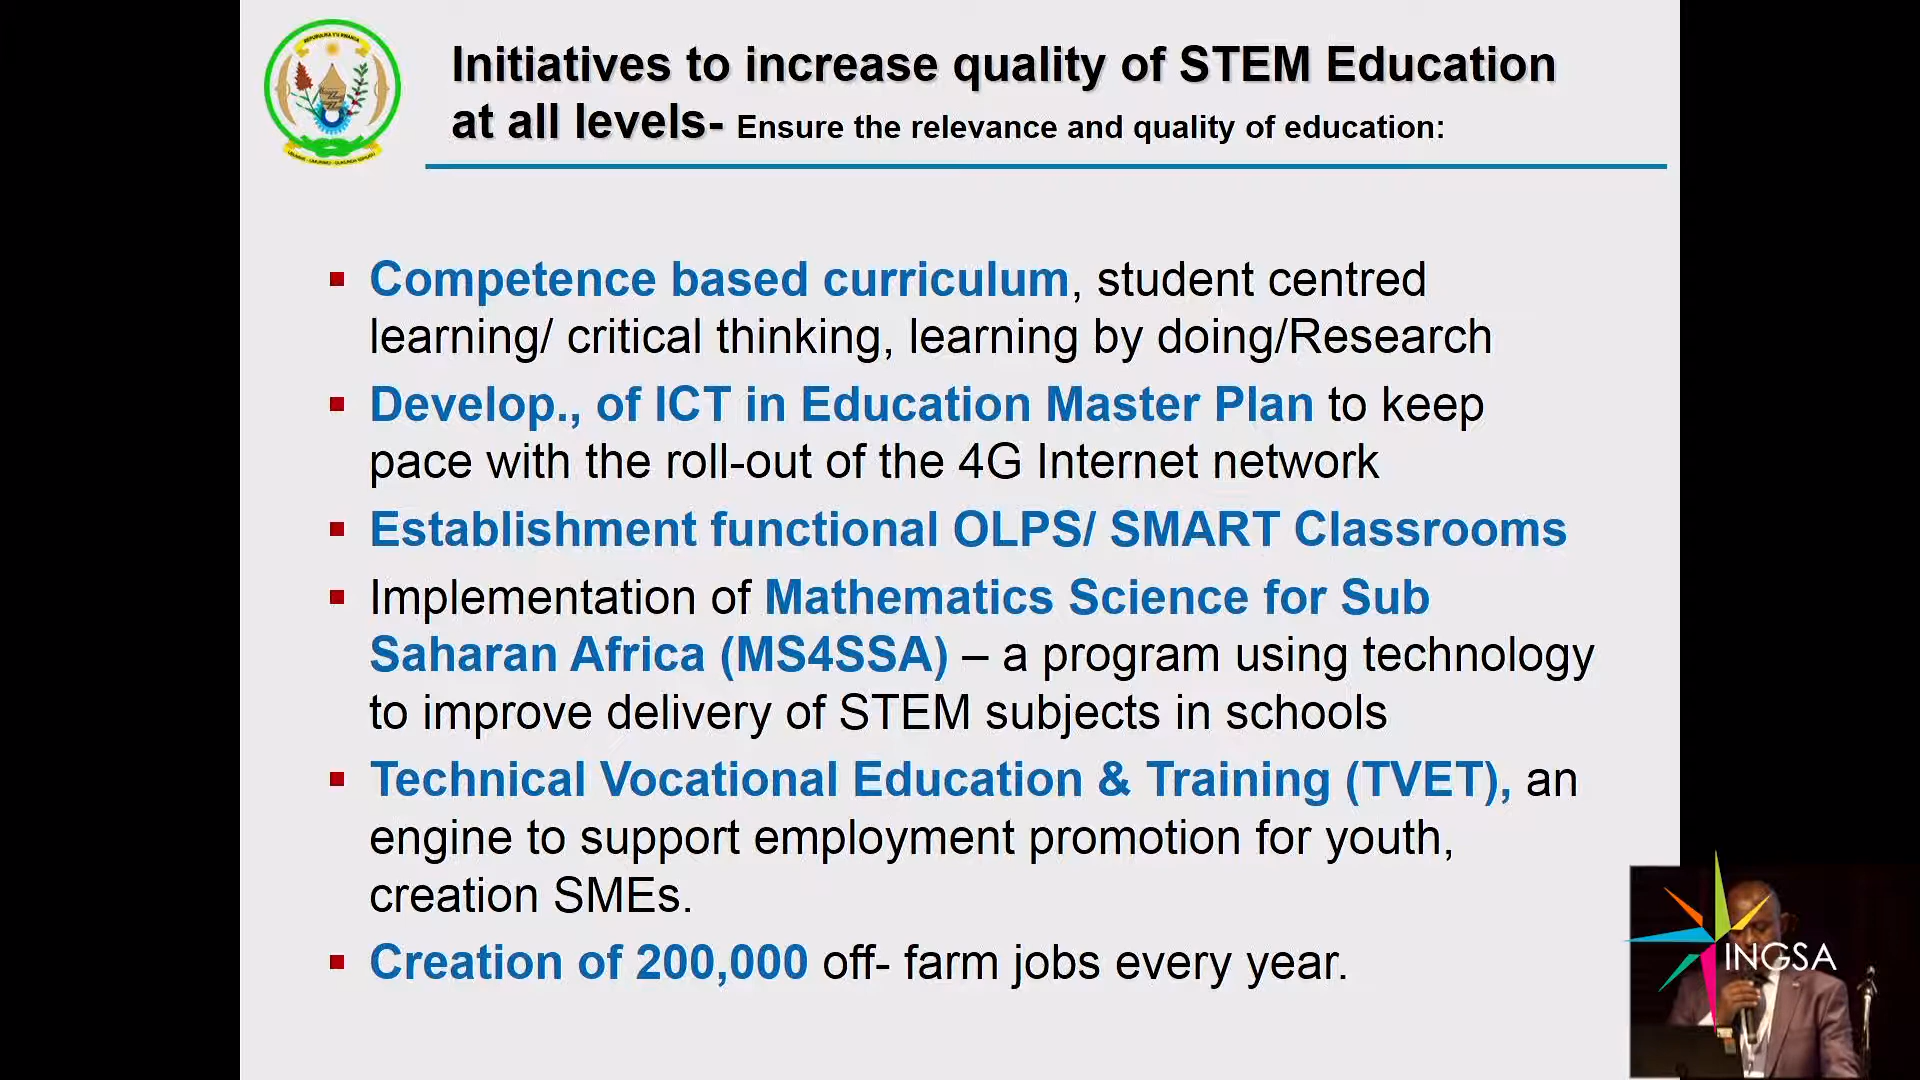 REPUBULIKA Y'U RWANDA
Initiatives to increase quality of STEM Education
at all levels- Ensure the relevance and quality of education:
Competence based curriculum, student centred
learning/ critical thinking, learning by doing/Research
Develop., of ICT in Education Master Plan to keep
pace with the roll-out of the 4G Internet network
Establishment functional OLPS/ SMART Classrooms
Implementation of Mathematics Science for Sub
Saharan Africa (MS4SSA) – a program using technology
to improve delivery of STEM subjects in schools
Technical Vocational Education & Training (TVET), an
engine to support employment promotion for youth,
creation SMEs.
Creation of 200,000 off- farm jobs every year.
INGSA